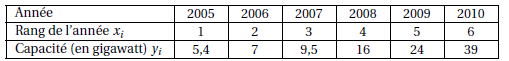 Année 2005 2006 2007 2008 2009 2010
Rang de l'année xi 1 2 3 4 5 6
Capacité (en gigawatt) yi 5,4 7 9,5 16 24 39